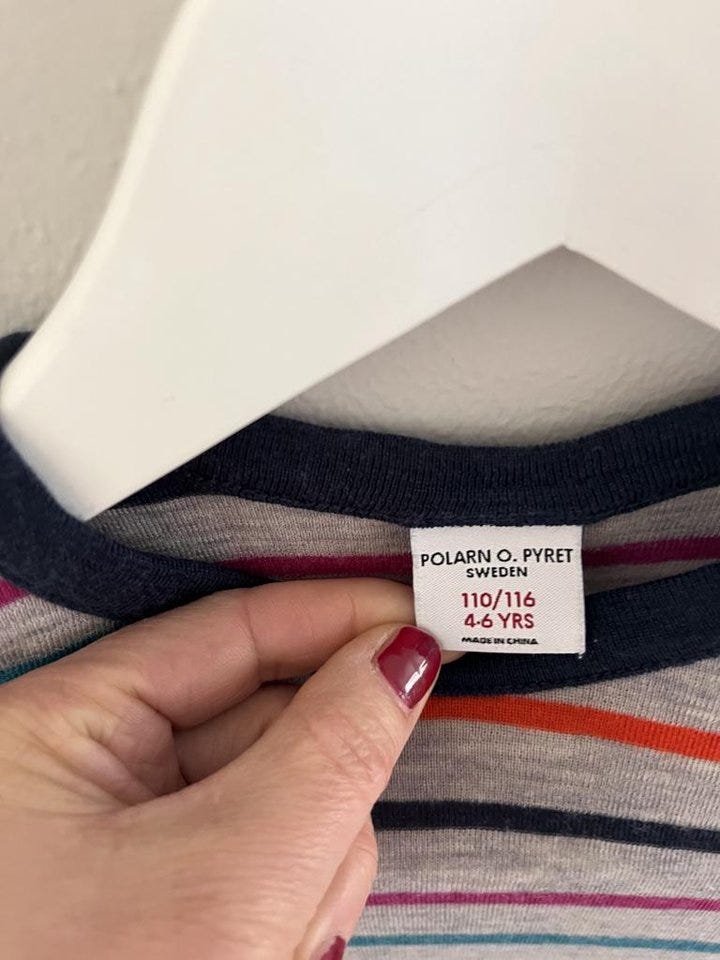 POLARN O. PYRET
SWEDEN
110/116
4-6 YRS
MADE IN CHINA